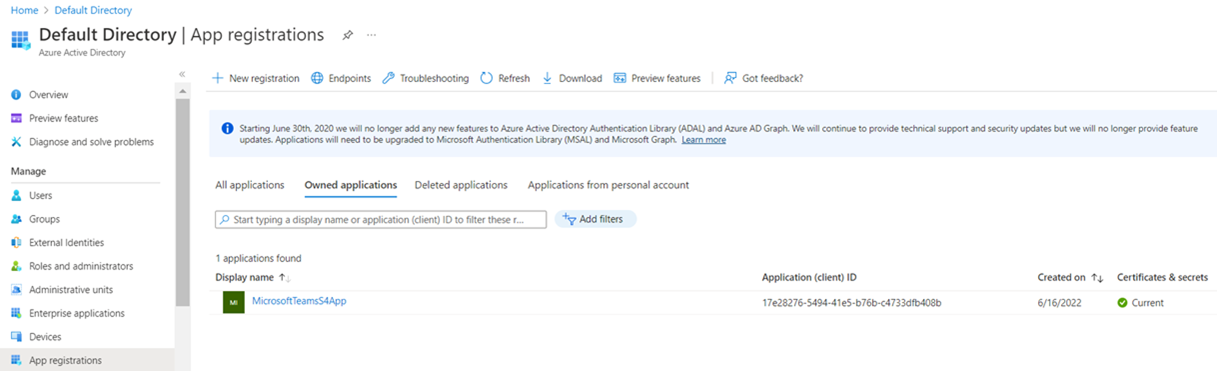 Home > Default Directory
Default Directory | App registrations ...
Azure Active Directory
«
Overview
Preview features
Diagnose and solve problems
Manage
Users
Groups
External Identities
Roles and administrators
Administrative units
Enterprise applications
Devices
App registrations
New registration Endpoints Troubleshooting Refresh Download Preview features Got feedback?
Starting June 30th, 2020 we will no longer add any new features to Azure Active Directory Authentication Library (ADAL) and Azure AD Graph. We will continue to provide technical support and security updates but we will no longer provide feature
updates. Applications will need to be upgraded to Microsoft Authentication Library (MSAL) and Microsoft Graph. Learn more
All applications Owned applications Deleted applications Applications from personal account
Start typing a display name or application (client) ID to filter these r... Add filters
1 applications found
Display name ↑↓ Application (client) ID Created on ↑↓ Certificates & secrets
MI MicrosoftTeamsS4App 17e28276-5494-41e5-b76b-c4733dfb408b 6/16/2022 Current